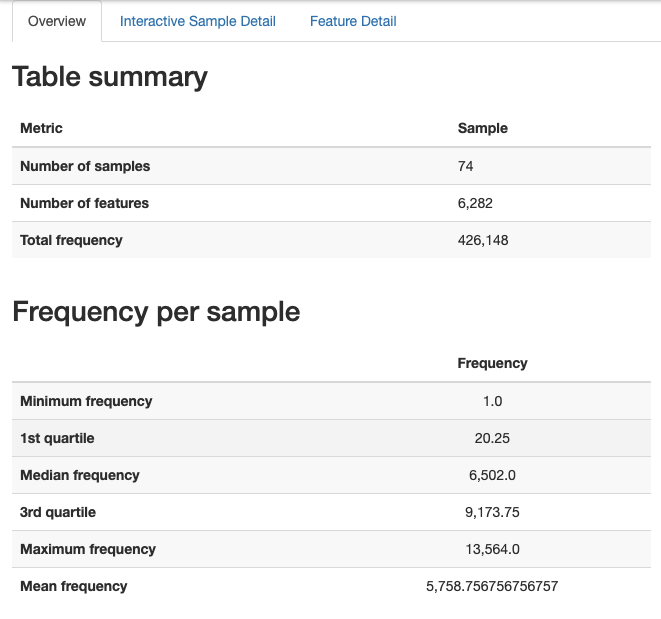 Overview Interactive Sample Detail Feature Detail
Table summary
Metric Sample
Number of samples 74
Number of features 6,282
Total frequency 426,148
Frequency per sample
Frequency
Minimum frequency 1.0
1st quartile 20.25
Median frequency 6,502.0
3rd quartile 9,173.75
Maximum frequency 13,564.0
Mean frequency 5,758.756756756757